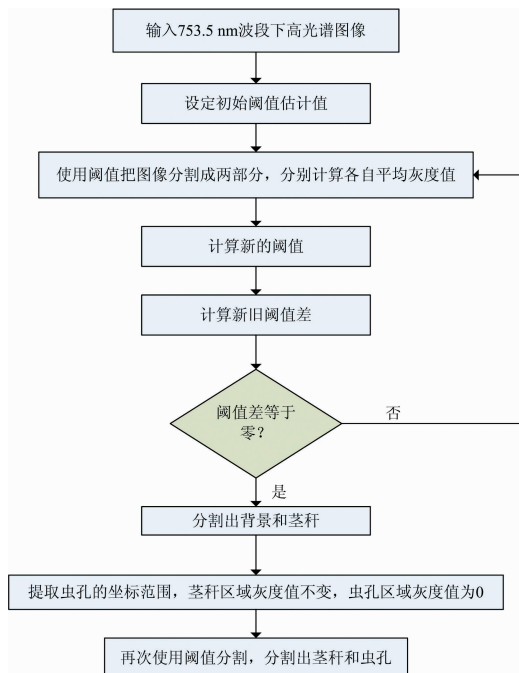 输入753.5 nm波段下高光谱图像
设定初始阈值估计值
使用阈值把图像分割成两部分，分别计算各自平均灰度值
计算新的阈值
计算新旧阈值差
阈值差等于
零？
否
是
分割出背景和茎秆
提取虫孔的坐标范围，茎秆区域灰度值不变，虫孔区域灰度值为0
再次使用阈值分割，分割出茎秆和虫孔